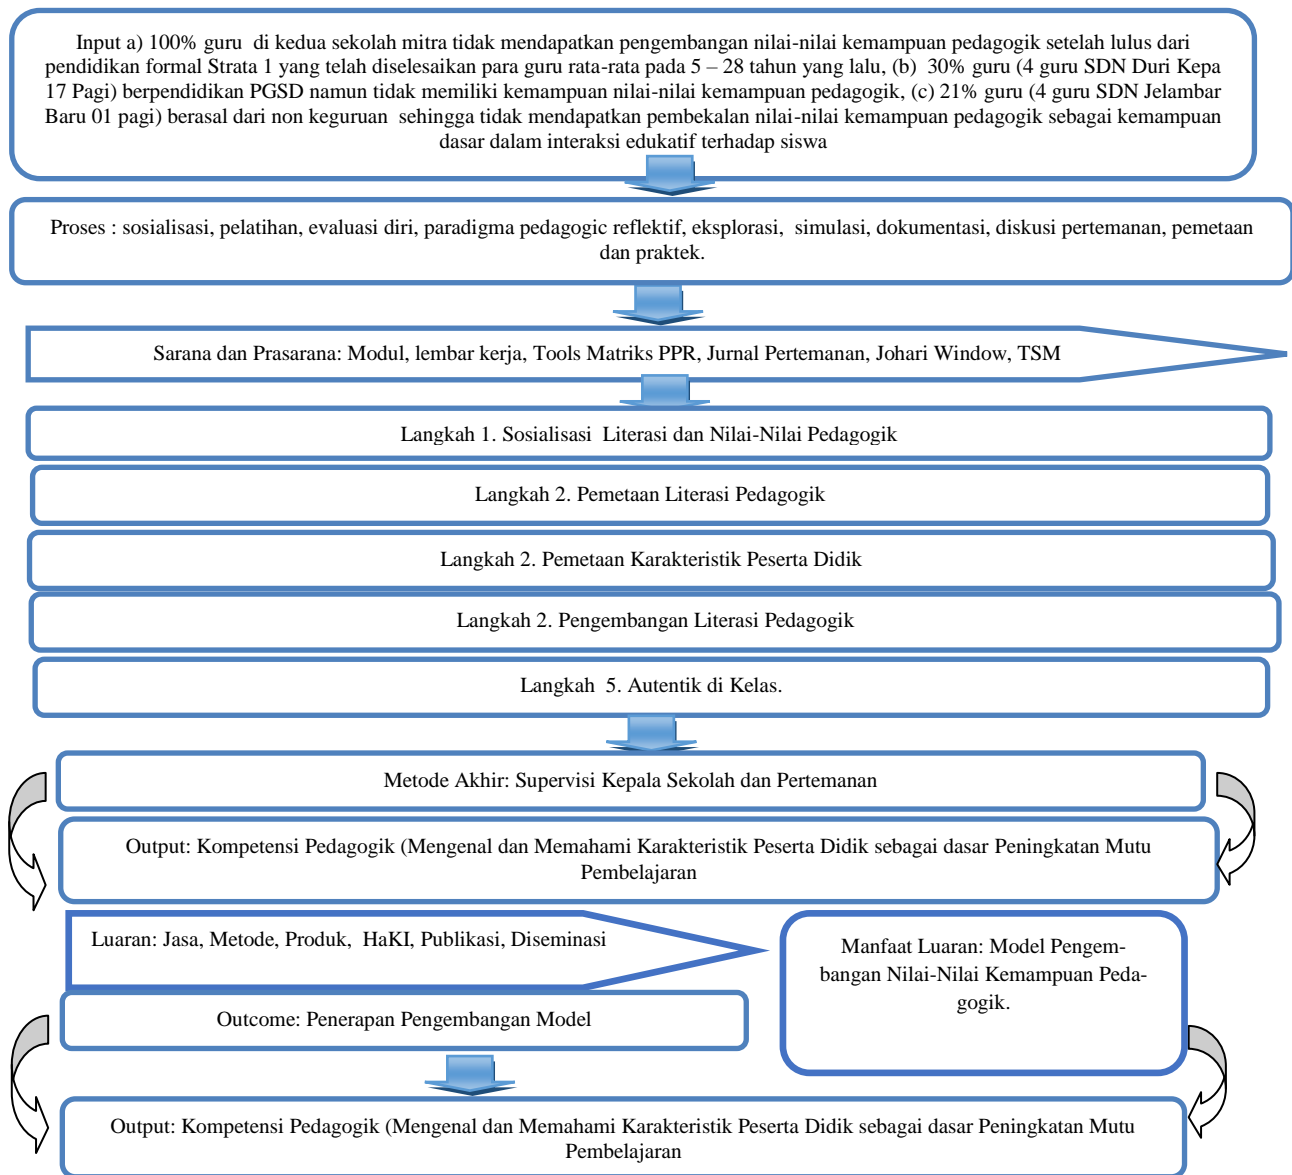 Input a) 100% guru di kedua sekolah mitra tidak mendapatkan pengembangan nilai-nilai kemampuan pedagogik setelah lulus dari
pendidikan formal Strata 1 yang telah diselesaikan para guru rata-rata pada 5 – 28 tahun yang lalu, (b) 30% guru (4 guru SDN Duri Kepa
17 Pagi) berpendidikan PGSD namun tidak memiliki kemampuan nilai-nilai kemampuan pedagogik, (c) 21% guru (4 guru SDN Jelambar
Baru 01 pagi) berasal dari non keguruan sehingga tidak mendapatkan pembekalan nilai-nilai kemampuan pedagogik sebagai kemampuan
dasar dalam interaksi edukatif terhadap siswa
Proses : sosialisasi, pelatihan, evaluasi diri, paradigma pedagogic reflektif, eksplorasi, simulasi, dokumentasi, diskusi pertemanan, pemetaan
dan praktek.
Sarana dan Prasarana: Modul, lembar kerja, Tools Matriks PPR, Jurnal Pertemanan, Johari Window, TSM
Langkah 1. Sosialisasi Literasi dan Nilai-Nilai Pedagogik
Langkah 2. Pemetaan Literasi Pedagogik
Langkah 2. Pemetaan Karakteristik Peserta Didik
Langkah 2. Pengembangan Literasi Pedagogik
Langkah 5. Autentik di Kelas.
Metode Akhir: Supervisi Kepala Sekolah dan Pertemanan
Output: Kompetensi Pedagogik (Mengenal dan Memahami Karakteristik Peserta Didik sebagai dasar Peningkatan Mutu
Pembelajaran
Luaran: Jasa, Metode, Produk, HaKI, Publikasi, Diseminasi
Manfaat Luaran: Model Pengem-
bangan Nilai-Nilai Kemampuan Peda-
gogik.
Outcome: Penerapan Pengembangan Model
Output: Kompetensi Pedagogik (Mengenal dan Memahami Karakteristik Peserta Didik sebagai dasar Peningkatan Mutu
Pembelajaran